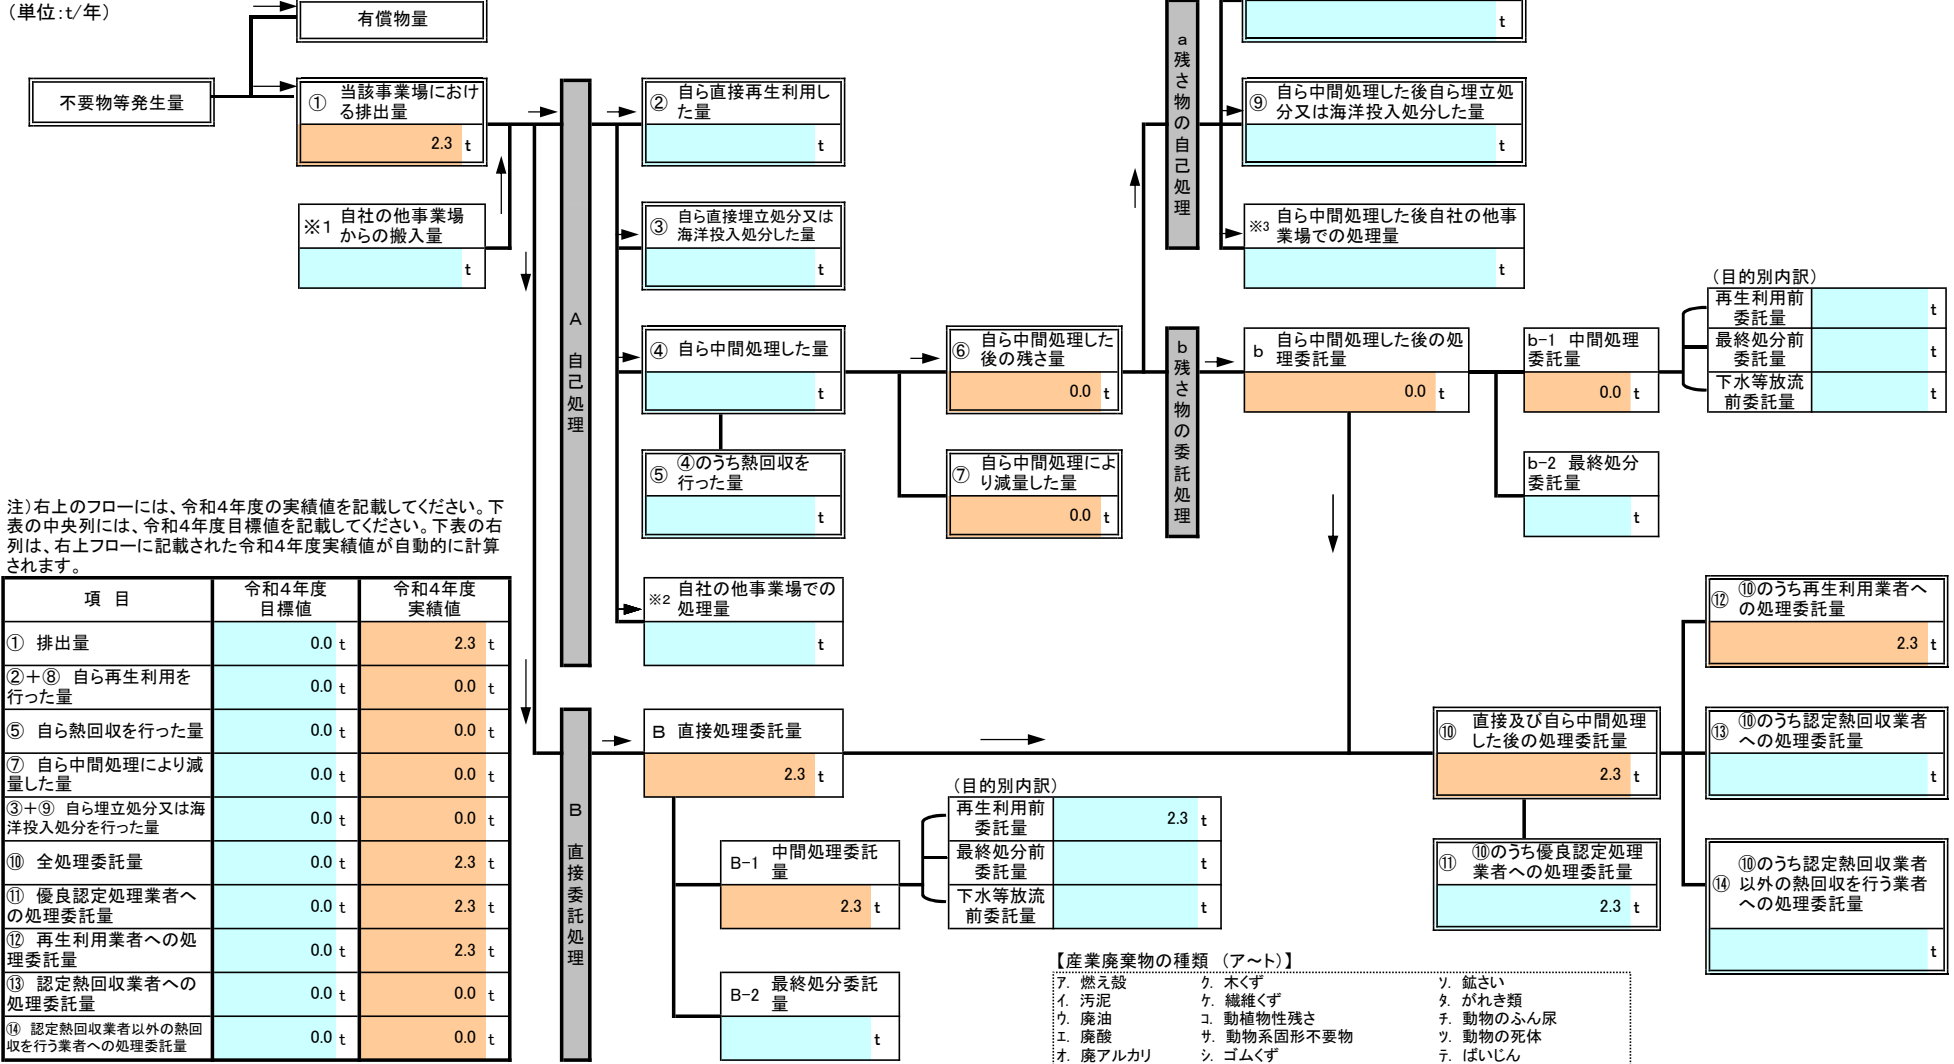 （単位：t/年）
有償物量
不要物等発生量
① 当該事業場におけ
る排出量
2.3 t
※1 自社の他事業場
からの搬入量
t
A 自己処理
② 自ら直接再生利用し
た量
t
③ 自ら直接埋立処分又は
海洋投入処分した量
t
④ 自ら中間処理した量
t
⑤ ④のうち熱回収を
行った量
t
※2 自社の他事業場での
処理量
t
⑥ 自ら中間処理した
後の残さ量
0.0 t
⑦ 自ら中間処理によ
り減量した量
0.0 t
a 残さ物の自己処理
t
⑨ 自ら中間処理した後自ら埋立処
分又は海洋投入処分した量
t
※3 自ら中間処理した後自社の他事
業場での処理量
t
b 残さ物の委託処理
b 自ら中間処理した後の処
理委託量
0.0 t
b-1 中間処理
委託量
0.0 t
b-2 最終処分
委託量
t
（目的別内訳）
再生利用前
委託量
t
最終処分前
委託量
t
下水等放流
前委託量
t
注）右上のフローには、令和4年度の実績値を記載してください。下
表の中央列には、令和4年度目標値を記載してください。下表の右
列は、右上フローに記載された令和4年度実績値が自動的に計算
されます。
項 目
令和4年度
目標値
令和4年度
実績値
① 排出量 0.0 t 2.3 t
②＋⑧ 自ら再生利用を
行った量 0.0 t 0.0 t
⑤ 自ら熱回収を行った量 0.0 t 0.0 t
⑦ 自ら中間処理により減
量した量 0.0 t 0.0 t
③＋⑨ 自ら埋立処分又は海
洋投入処分を行った量 0.0 t 0.0 t
⑩ 全処理委託量 0.0 t 2.3 t
⑪ 優良認定処理業者へ
の処理委託量 0.0 t 2.3 t
⑫ 再生利用業者への処
理委託量 0.0 t 2.3 t
⑬ 認定熱回収業者への
処理委託量 0.0 t 0.0 t
⑭ 認定熱回収業者以外の熱回
収を行う業者への処理委託量 0.0 t 0.0 t
B 直接委託処理
B 直接処理委託量
2.3 t
B-1 中間処理委託
量
2.3 t
B-2 最終処分委託
量
t
（目的別内訳）
再生利用前
委託量
2.3 t
最終処分前
委託量
t
下水等放流
前委託量
t
⑩ 直接及び自ら中間処理
した後の処理委託量
2.3 t
⑪ ⑩のうち優良認定処理
業者への処理委託量
2.3 t
⑫ ⑩のうち再生利用業者へ
の処理委託量
2.3 t
⑬ ⑩のうち認定熱回収業者
への処理委託量
t
⑭ ⑩のうち認定熱回収業者
以外の熱回収を行う業者
への処理委託量
t
【産業廃棄物の種類 （ア～ト）】
ア. 燃え殻 ク. 木くず ソ. 鉱さい
イ. 汚泥 ケ. 繊維くず タ. がれき類
ウ. 廃油 コ. 動植物性残さ チ. 動物のふん尿
エ. 廃酸 サ. 動物系固形不要物 ツ. 動物の死体
オ. 廃アルカリ シ. ゴムくず テ. ばいじん